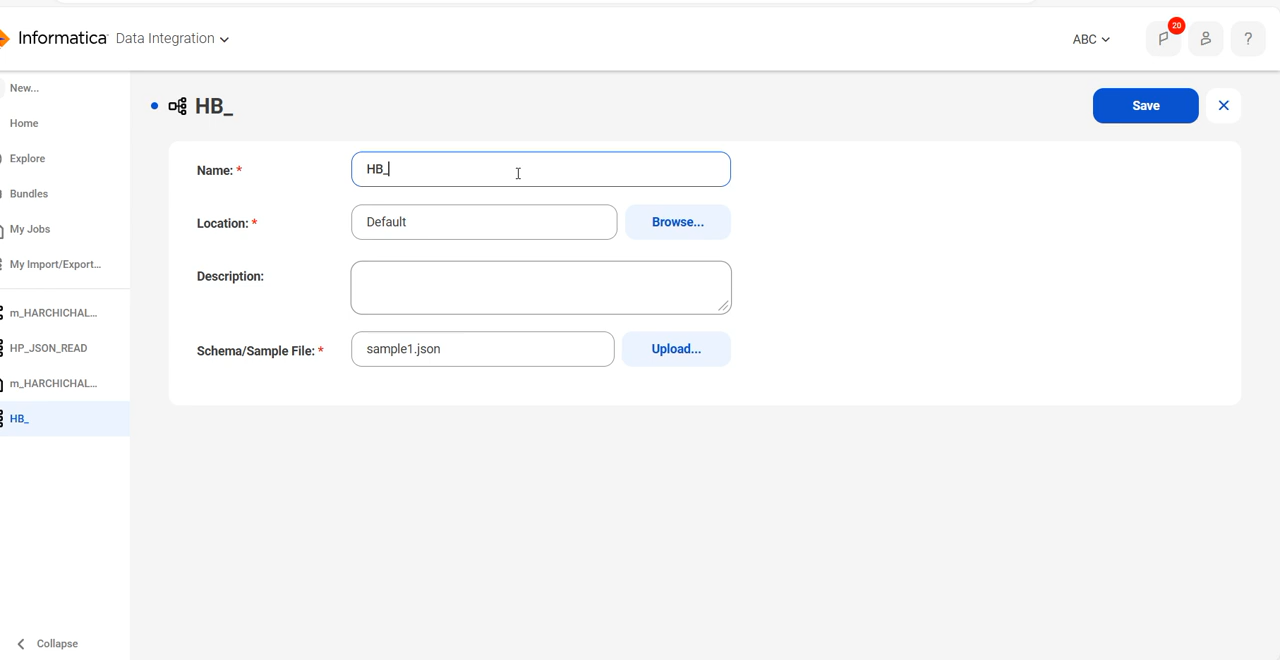 Informatica Data Integration
ABC
20
?
New...
Home
Explore
Bundles
My Jobs
My Import/Export...
m_HARCHICHAL...
HP_JSON_READ
m_HARCHICHAL...
HB_
Collapse
HB_
Save
Name: *
HB_
Location: *
Default
Browse...
Description:
Schema/Sample File: *
sample1.json
Upload...